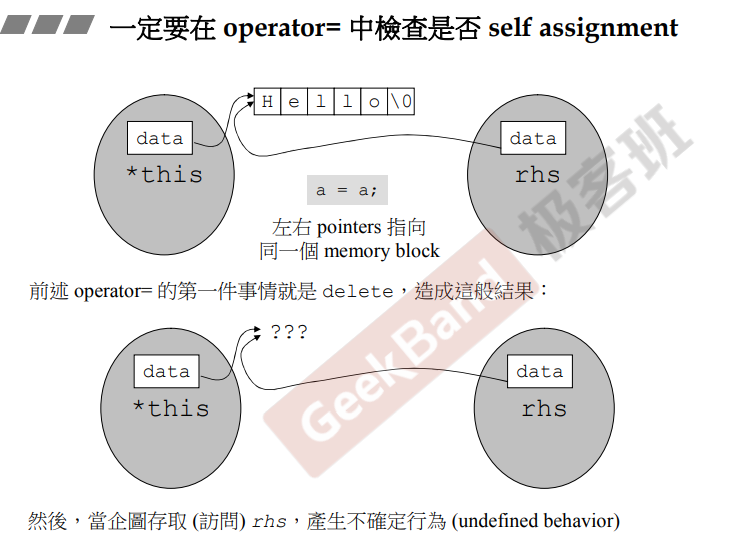 一定要在 operator= 中檢查是否 self assignment
H e l l o \0
data
data
*this
rhs
a = a;
左右 pointers 指向
同一個 memory block
GeekBand 极客班
前述 operator= 的第一件事情就是 delete，造成這般結果：
???
data
data
*this
rhs
然後，當企圖存取 (訪問) rhs，產生不確定行為 (undefined behavior)